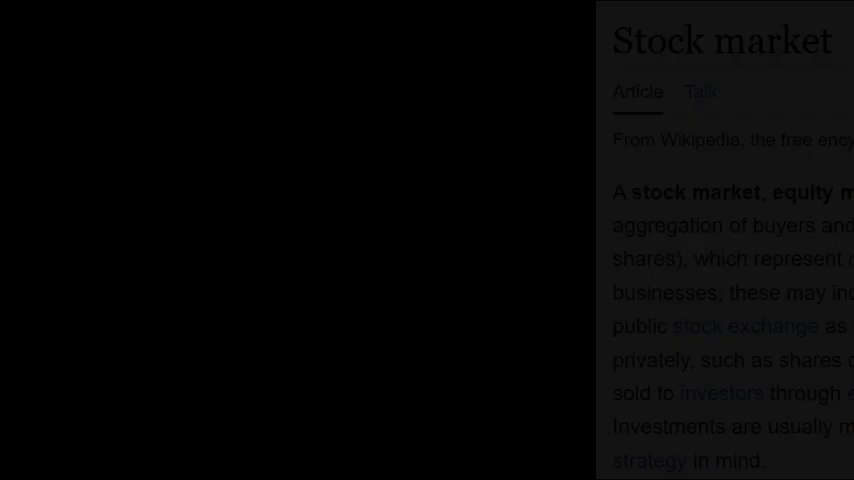 Stock market
Article Talk
From Wikipedia, the free ency
A stock market, equity m
aggregation of buyers and
shares), which represent
businesses; these may inc
public stock exchange as
privately, such as shares
sold to investors through
Investments are usually m
strategy in mind.